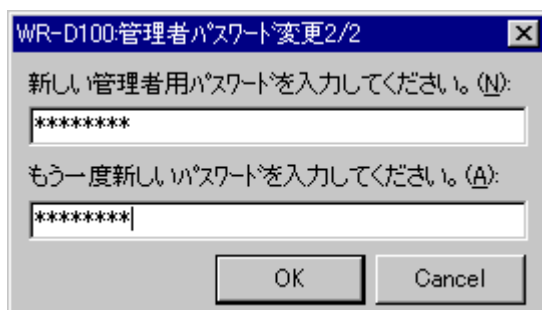 WR-D100:管理者ﾊﾟｽﾜｰﾄﾞ変更2/2
新しい管理者用ﾊﾟｽﾜｰﾄﾞを入力してください。(N):
********
もう一度新しいﾊﾟｽﾜｰﾄﾞを入力してください。(A):
********
OK Cancel